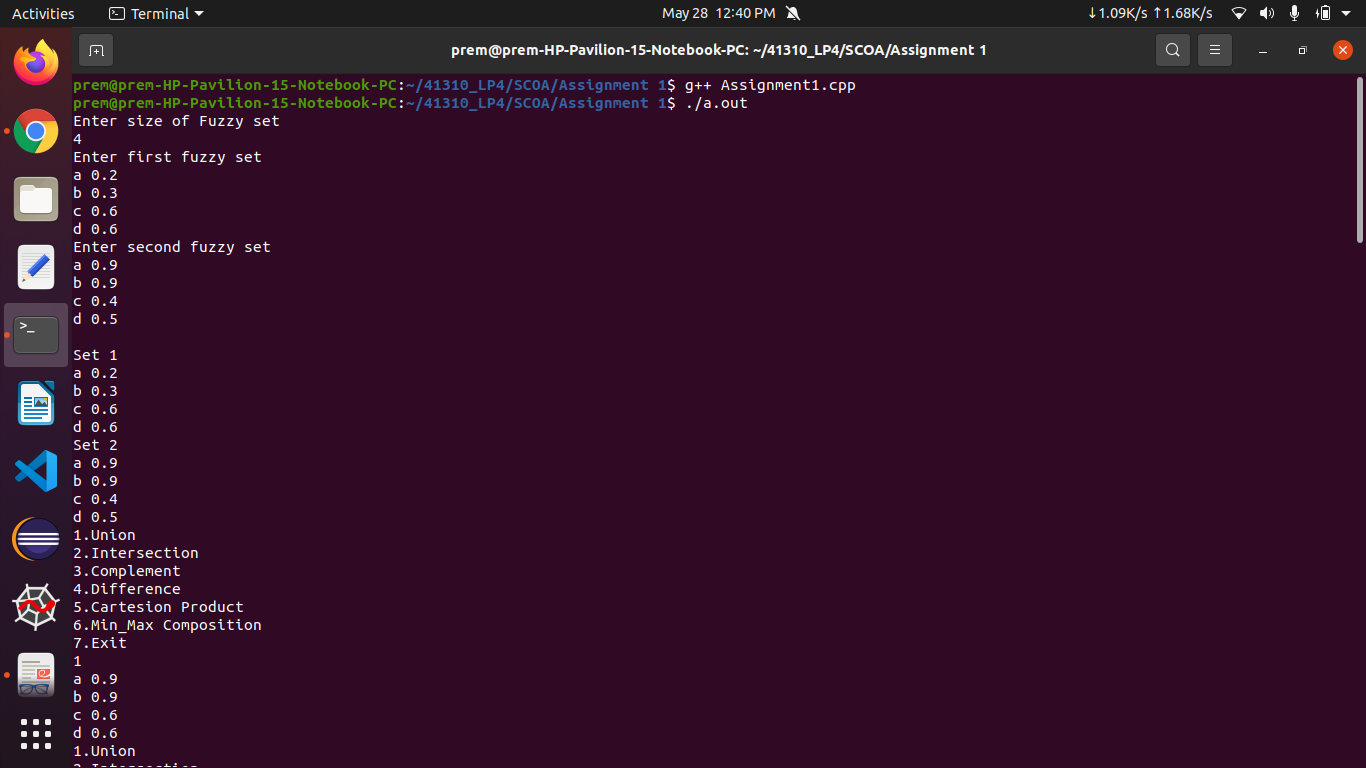 Activities Terminal May 28 12:40 PM ↓1.09K/s ↑1.68K/s
prem@prem-HP-Pavilion-15-Notebook-PC: ~/41310_LP4/SCOA/Assignment 1
prem@prem-HP-Pavilion-15-Notebook-PC:~/41310_LP4/SCOA/Assignment 1$ g++ Assignment1.cpp
prem@prem-HP-Pavilion-15-Notebook-PC:~/41310_LP4/SCOA/Assignment 1$ ./a.out
Enter size of Fuzzy set
4
Enter first fuzzy set
a 0.2
b 0.3
c 0.6
d 0.6
Enter second fuzzy set
a 0.9
b 0.9
c 0.4
d 0.5
Set 1
a 0.2
b 0.3
c 0.6
d 0.6
Set 2
a 0.9
b 0.9
c 0.4
d 0.5
1.Union
2.Intersection
3.Complement
4.Difference
5.Cartesion Product
6.Min_Max Composition
7.Exit
1
a 0.9
b 0.9
c 0.6
d 0.6
1.Union
2.Intersection